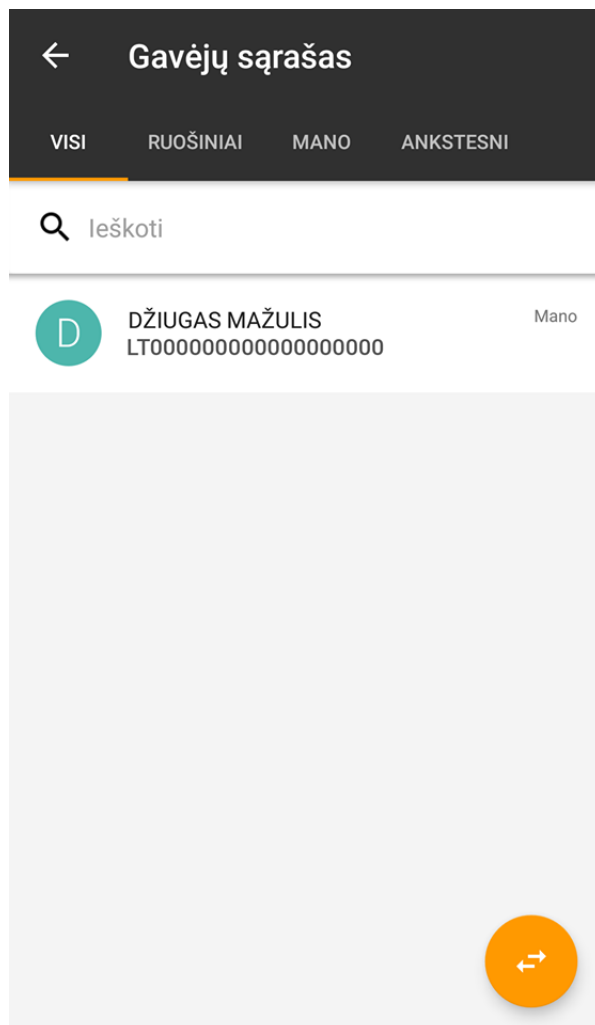 Gavėjų sąrašas
VISI RUOŠINIAI MANO ANKSTESNI
Ieškoti
D
DŽIUGAS MAŽULIS Mano
LT000000000000000000